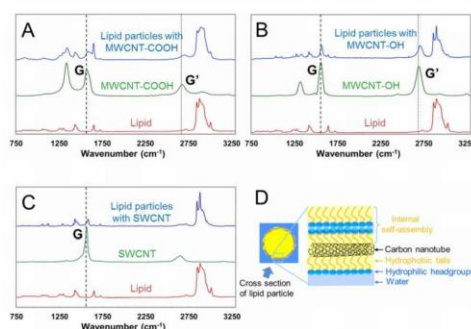 A
Lipid particles with
MWCNT-COOH
G
G'
MWCNT-COOH
Lipid
750 1250 1750 2250 2750 3250
Wavenumber (cm-1)
B
Lipid particles with
MWCNT-OH
G
G'
MWCNT-OH
Lipid
750 1250 1750 2250 2750 3250
Wavenumber (cm-1)
C
Lipid particles
with SWCNT
G
SWCNT
Lipid
750 1250 1750 2250 2750 3250
Wavenumber (cm-1)
D
Internal
self-assembly
Carbon nanotube
Hydrophobic tails
Hydrophilic headgroup
Water
Cross section
of lipid particle